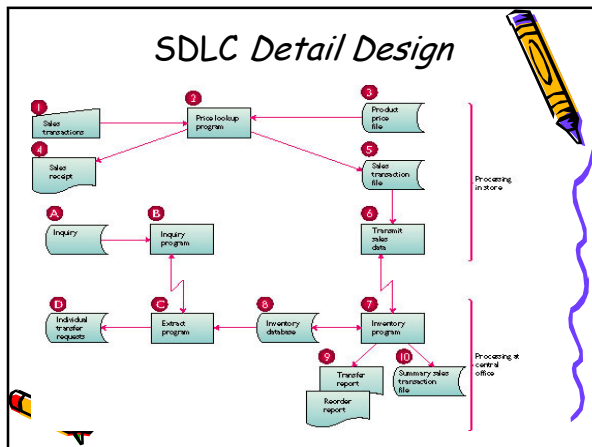 SDLC Detail Design
1
Sales
transactions
2
Price lookup
program
3
Product
price
file
4
Sales
receipt
5
Sales
transaction
file
Processing
in store
A
Inquiry
B
Inquiry
program
6
Transmit
sales
data
D
Individual
transfer
requests
C
Extract
program
8
Inventory
database
7
Inventory
program
9
Transfer
report
Reorder
report
10
Summary sales
transaction
file
Processing at
central
office